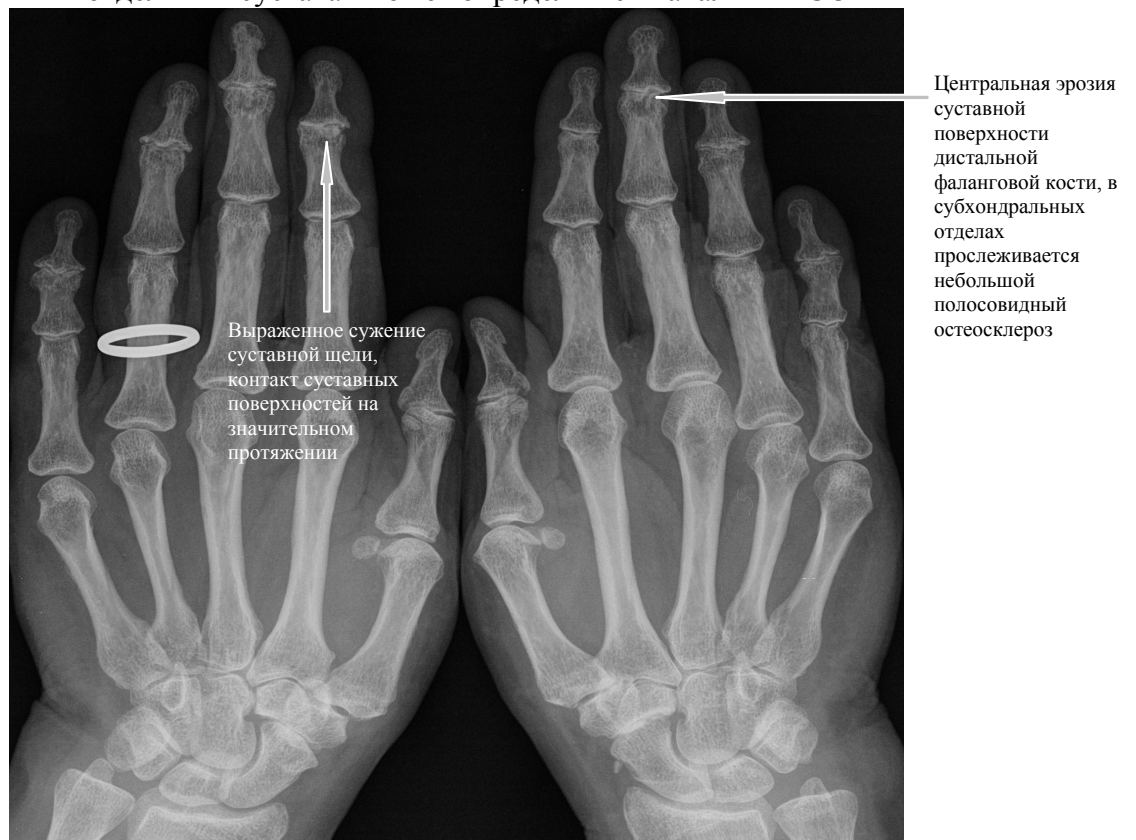 Центральная эрозия
суставной
поверхности
дистальной
фаланговой кости, в
субхондральных
отделах
прослеживается
небольшой
полосовидный
остеосклероз
Выраженное сужение
суставной щели,
контакт суставных
поверхностей на
значительном
протяжении